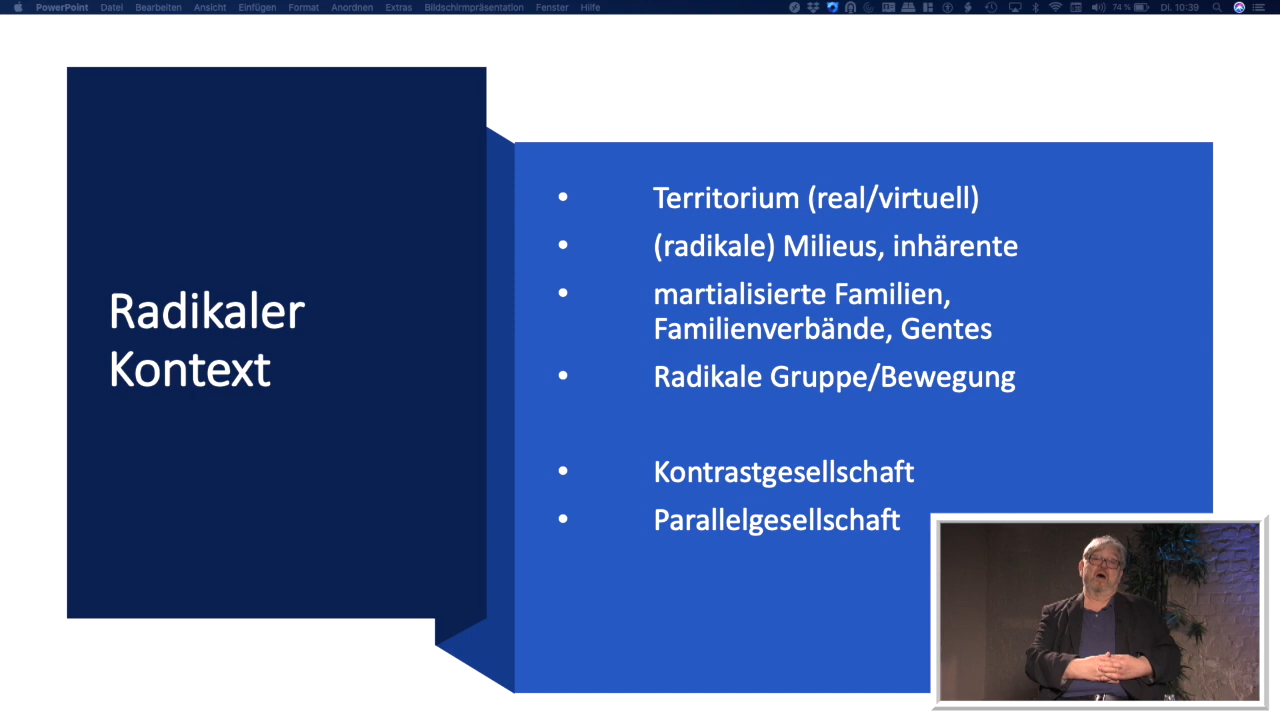 PowerPoint Datei Bearbeiten Ansicht Einfügen Format Anordnen Extras Bildschirmpräsentation Fenster Hilfe 74 % Di. 10:39
Radikaler
Kontext
• Territorium (real/virtuell)
• (radikale) Milieus, inhärente
• martialisierte Familien,
Familienverbände, Gentes
• Radikale Gruppe/Bewegung
• Kontrastgesellschaft
• Parallelgesellschaft